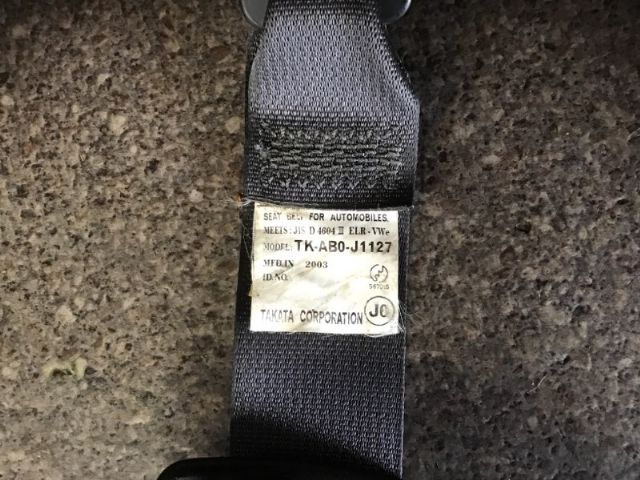 SEAT BELT FOR AUTOMOBILES.
MEETS: JIS D 4604 II ELR-VWe
MODEL: TK-AB0-J1127
MFD.IN 2003
ID.NO.
TAKATA CORPORATION J0